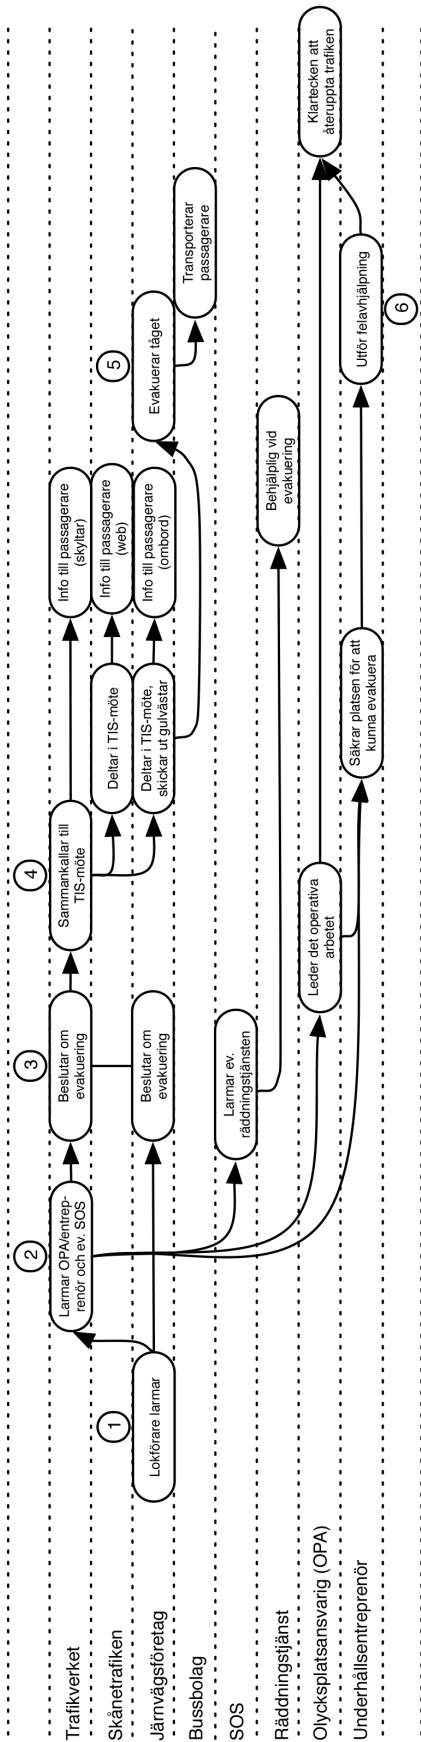 Trafikverket
Larmar OPA/entrep-
renör och ev. SOS
2
Beslutar om
evakuering
3
Sammankallar till
TIS-möte
4
Info till passagerare
(skyltar)
Skånetrafiken
Deltar i TIS-möte
Info till passagerare
(web)
Järnvägsföretag
Lokförare larmar
1
Beslutar om
evakuering
Deltar i TIS-möte,
skickar ut gulvästar
Info till passagerare
(ombord)
Evakuerar tåget
5
Bussbolag
Transporterar
passagerare
SOS
Larmar ev.
räddningstjänsten
Räddningstjänst
Behjälplig vid
evakuering
Olycksplatsansvarig (OPA)
Leder det operativa
arbetet
Klartecken att
återuppta trafiken
Underhållsentreprenör
Säkrar platsen för att
kunna evakuera
Utför felavhjälpning
6